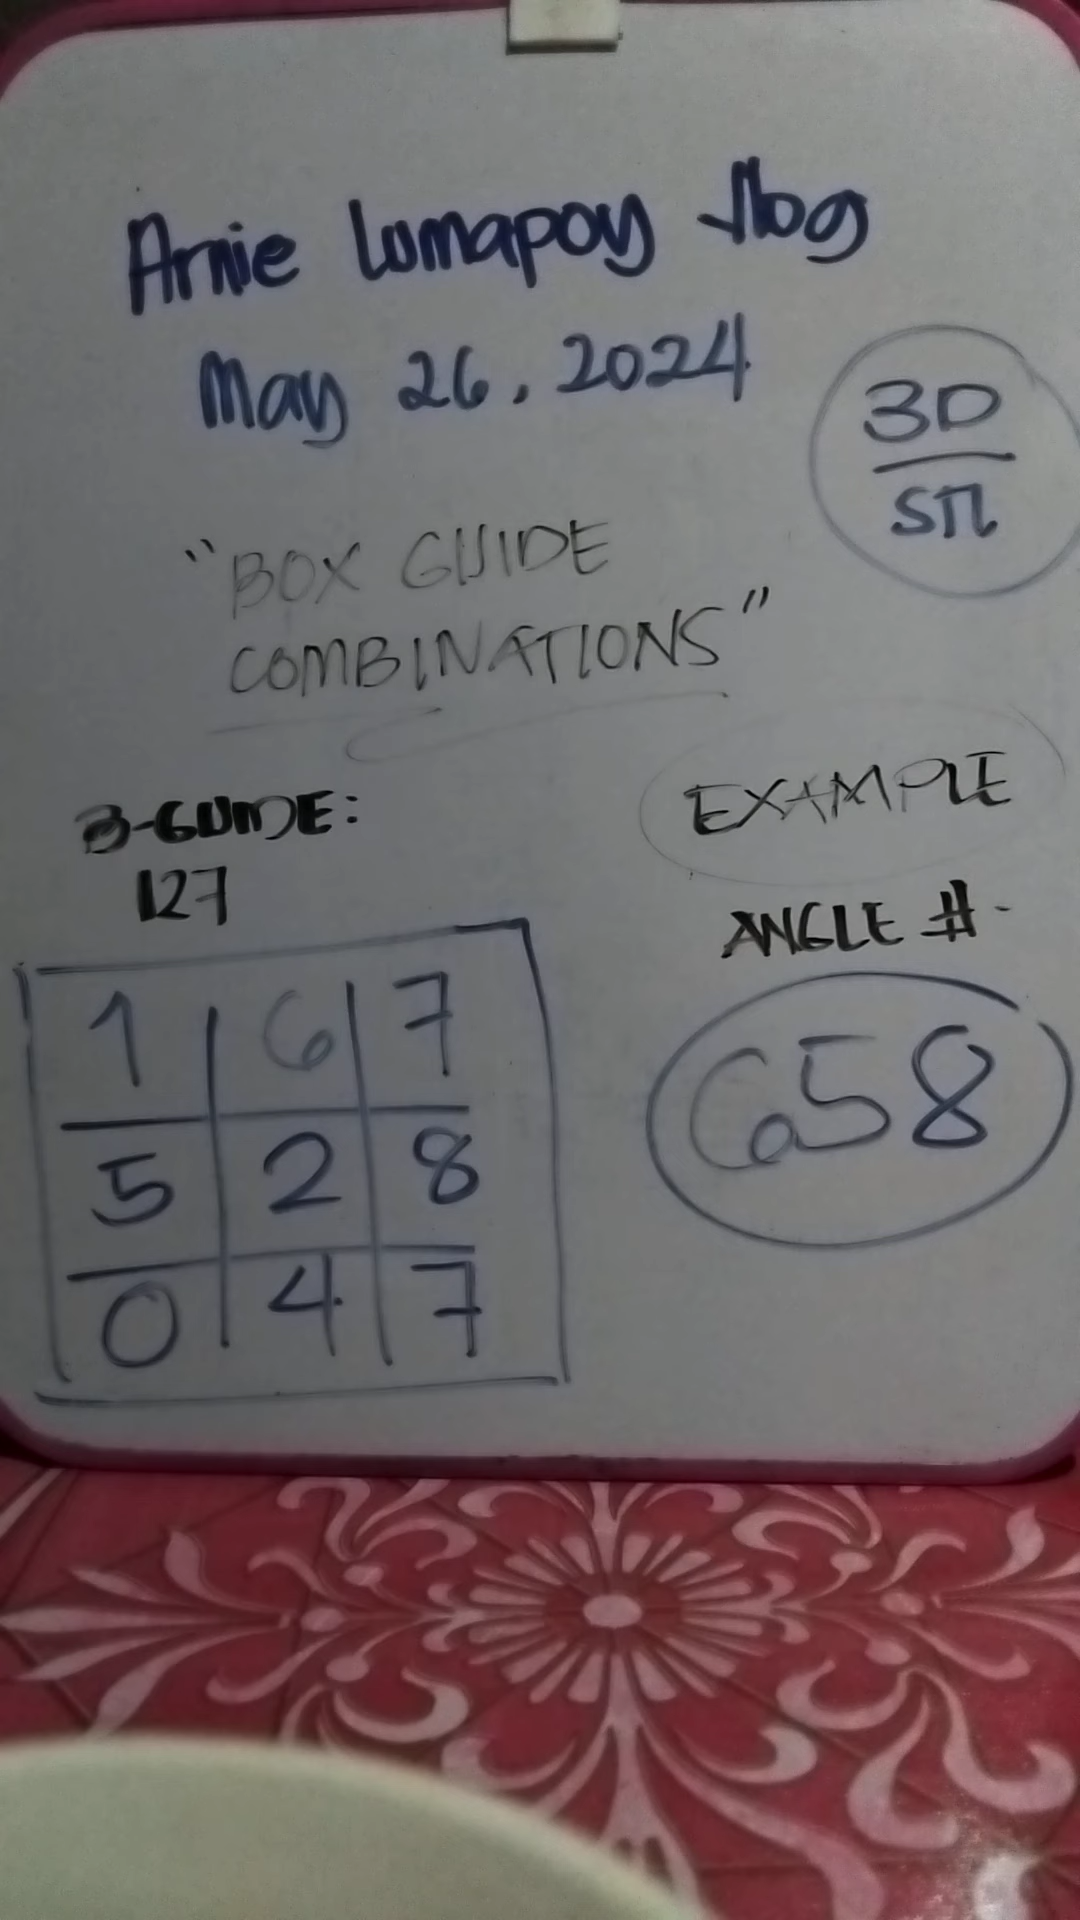 Arnie Lumapoy vlog
May 26, 2024
3D
STL
"BOX GUIDE
COMBINATIONS"
3-GUIDE:
127
1 6 7
5 2 8
0 4 7
EXAMPLE
ANGLE #.
658